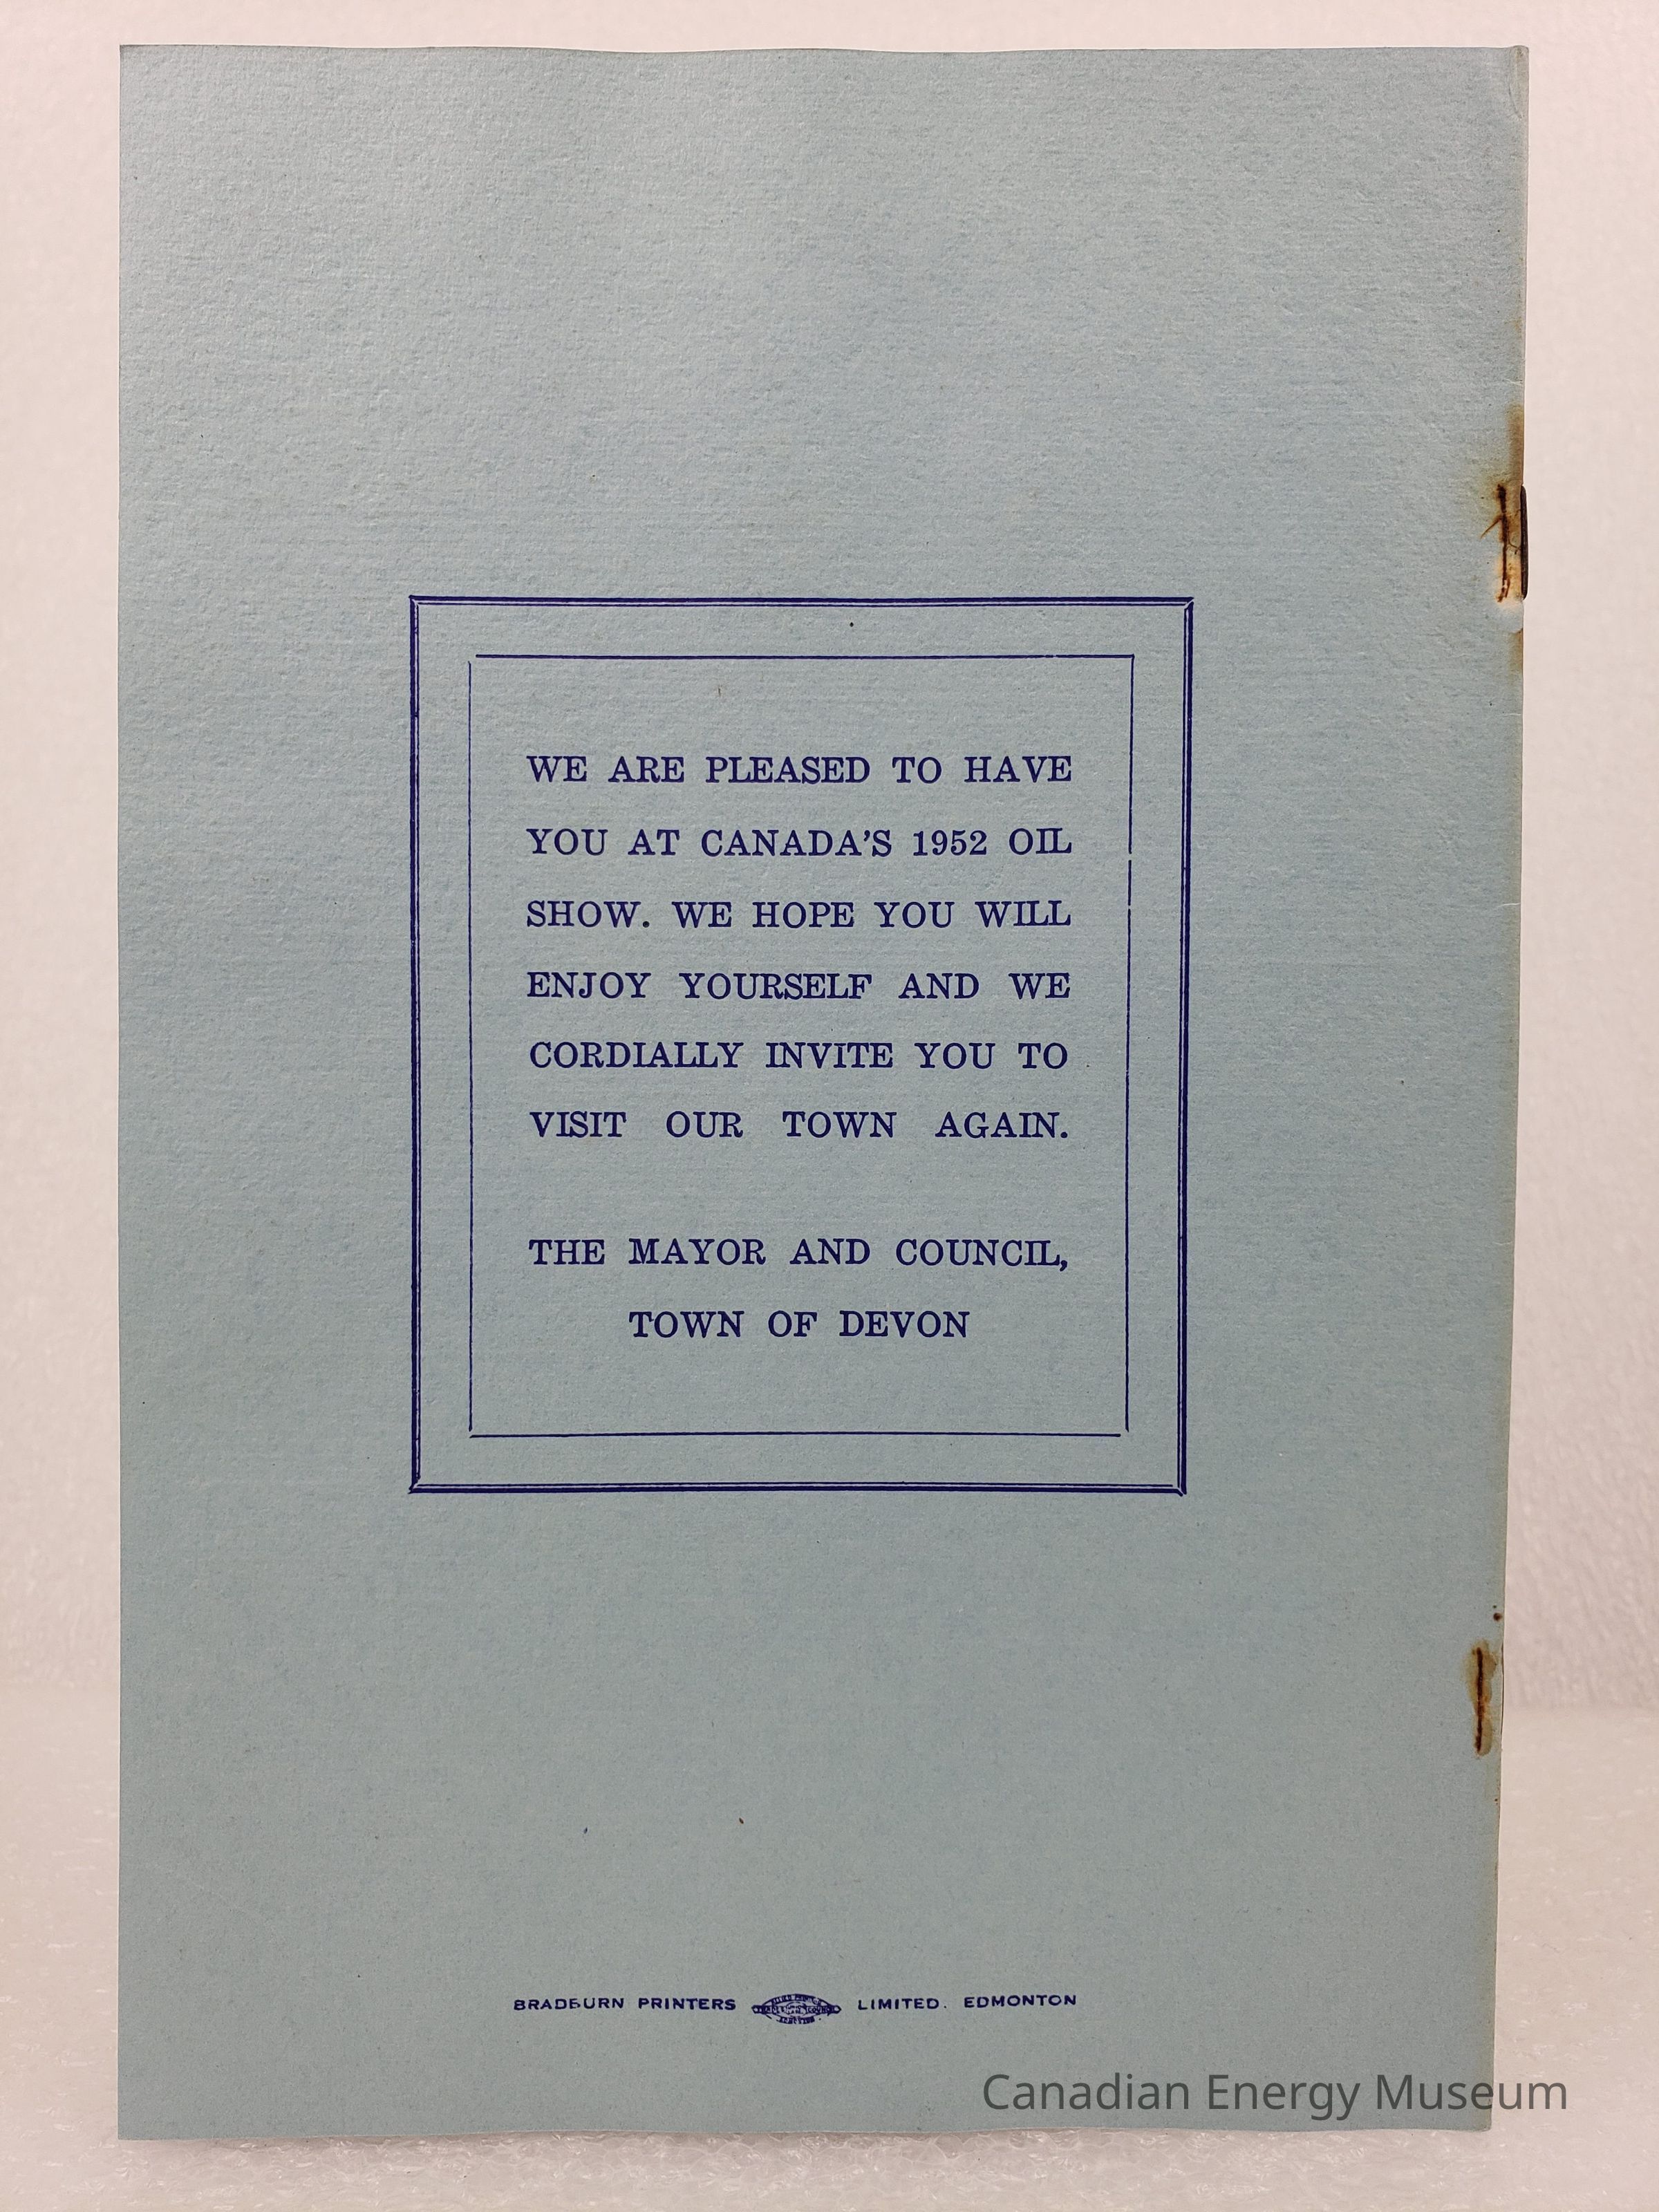 WE ARE PLEASED TO HAVE
YOU AT CANADA'S 1952 OIL
SHOW. WE HOPE YOU WILL
ENJOY YOURSELF AND WE
CORDIALLY INVITE YOU TO
VISIT OUR TOWN AGAIN.
THE MAYOR AND COUNCIL,
TOWN OF DEVON
BRADBURN PRINTERS LIMITED. EDMONTON
Canadian Energy Museum